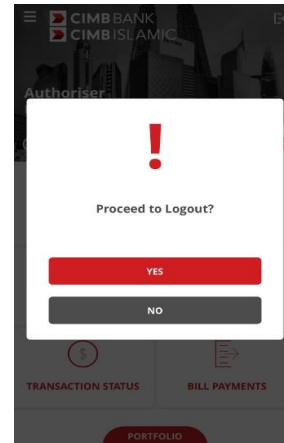 CIMB BANK
CIMB ISLAMIC
Authoriser
Proceed to Logout?
YES
NO
TRANSACTION STATUS
BILL PAYMENTS
PORTFOLIO